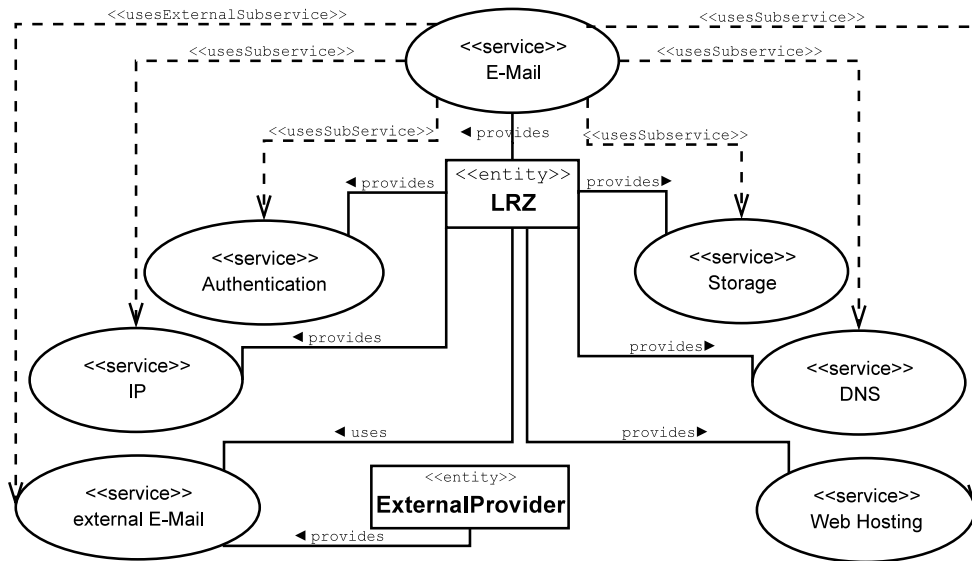 <<usesExternalSubservice>>
<<usesSubservice>>
<<usesSubservice>>
<<usesSubservice>>
<<service>>
E-Mail
<<usesSubService>>
◄ provides
<<usesSubservice>>
<<entity>>
LRZ
◄ provides
provides►
<<service>>
Authentication
<<service>>
Storage
◄ provides
provides►
<<service>>
IP
<<service>>
DNS
◄ uses
provides►
<<entity>>
ExternalProvider
<<service>>
external E-Mail
<<service>>
Web Hosting
◄ provides